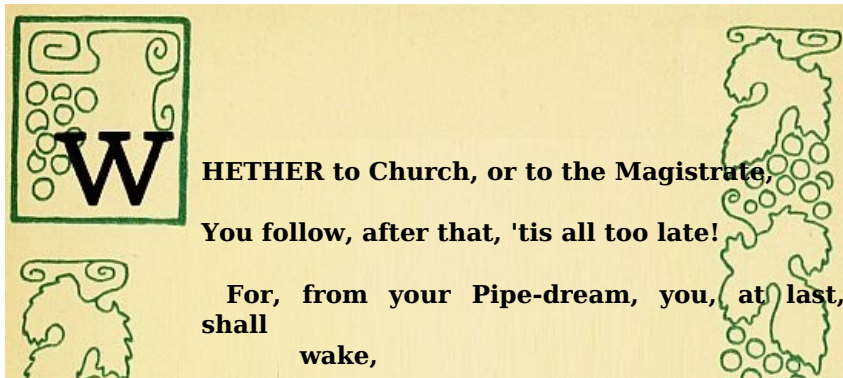 WHETHER to Church, or to the Magistrate,
You follow, after that, 'tis all too late!
For, from your Pipe-dream, you, at last, shall
wake,